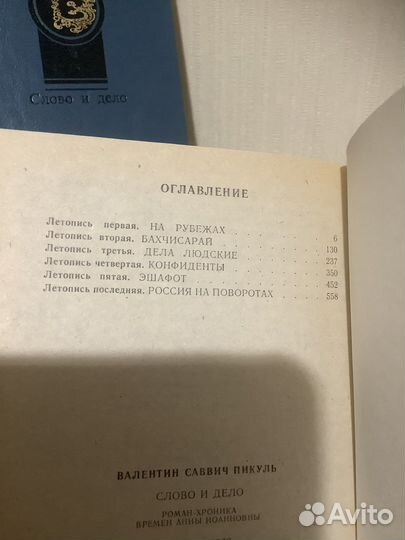 Слово и дело
ОГЛАВЛЕНИЕ
Летопись первая. НА РУБЕЖАХ . . . . . . . . 6
Летопись вторая. БАХЧИСАРАЙ . . . . . . . . 130
Летопись третья. ДЕЛА ЛЮДСКИЕ . . . . . . . 237
Летопись четвертая. КОНФИДЕНТЫ . . . . . . . 350
Летопись пятая. ЭШАФОТ . . . . . . . . . 452
Летопись последняя. РОССИЯ НА ПОВОРОТАХ . . . . 558
ВАЛЕНТИН САВВИЧ ПИКУЛЬ
СЛОВО И ДЕЛО
РОМАН-ХРОНИКА
ВРЕМЕН АННЫ ИОАННОВНЫ
Avito